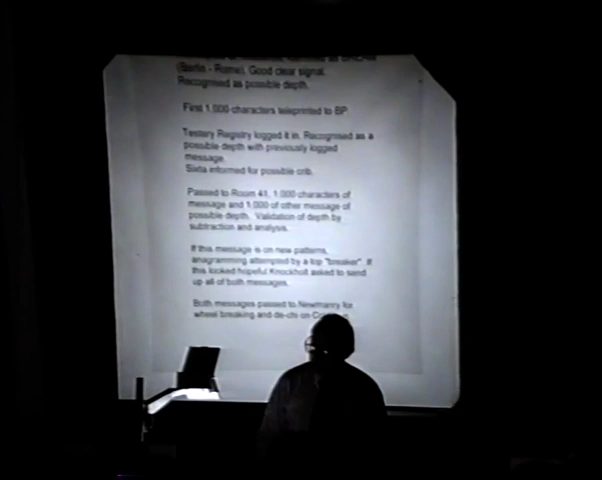 (Berlin - Rome). Good clear signal.
Recognised as possible depth.
First 1,000 characters teleprinted to BP
Testery Registry logged it in. Recognised as a
possible depth with previously logged
message.
Sixta informed for possible crib.
Passed to Room 41, 1,000 characters of
message and 1,000 of other message of
possible depth. Validation of depth by
subtraction and analysis.
If this message is on new patterns,
anagramming attempted by a top "breaker". If
this looked hopeful Knockholt asked to send
up all of both messages.
Both messages passed to Newmanry for
wheel breaking and de-chi on